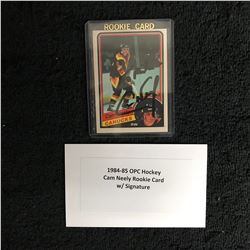 ROOKIE CARD
CANUCKS
1984-85 OPC Hockey
Cam Neely Rookie Card
w/ Signature